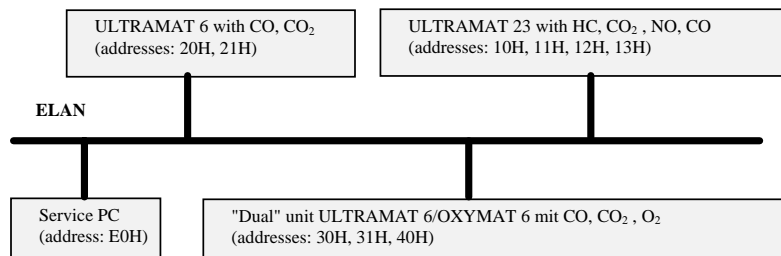 ULTRAMAT 6 with CO, CO₂
(addresses: 20H, 21H)
ULTRAMAT 23 with HC, CO₂ , NO, CO
(addresses: 10H, 11H, 12H, 13H)
ELAN
Service PC
(address: E0H)
"Dual" unit ULTRAMAT 6/OXYMAT 6 mit CO, CO₂ , O₂
(addresses: 30H, 31H, 40H)